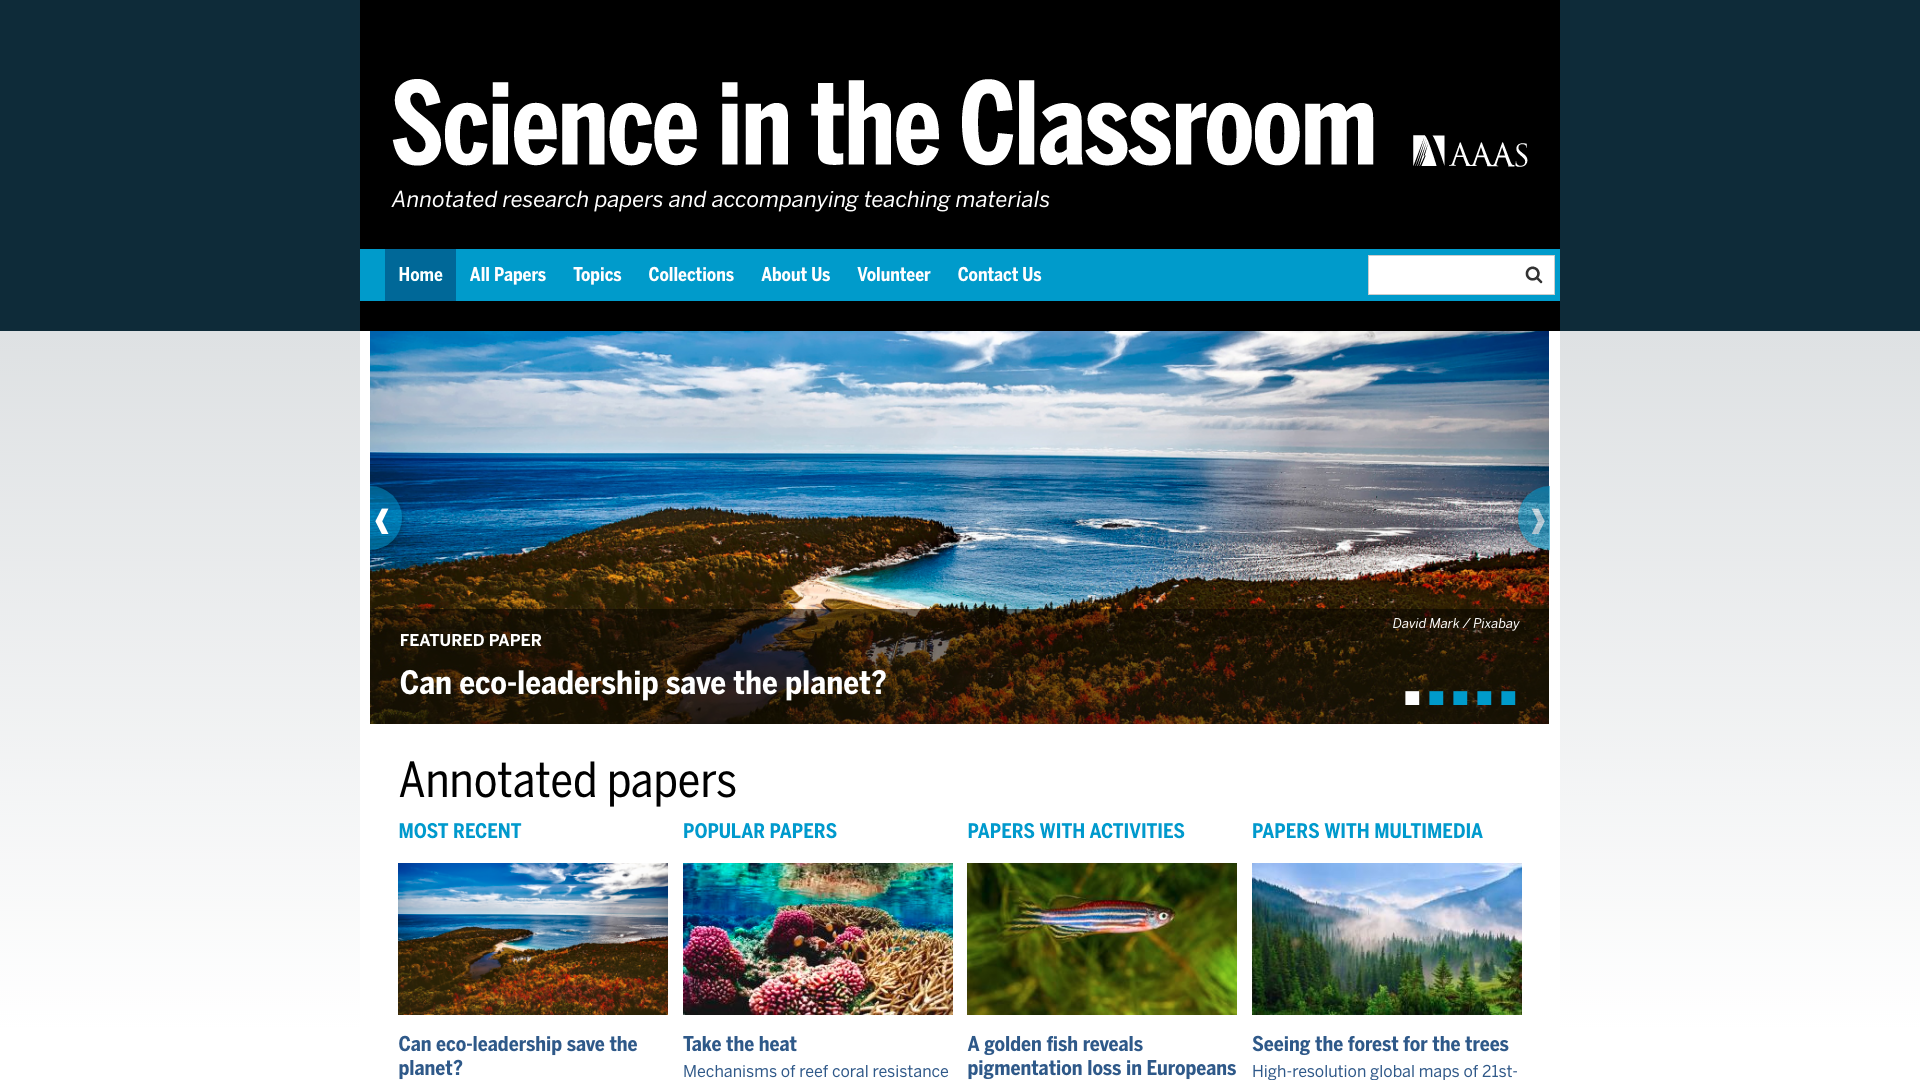 Science in the Classroom
AAAS
Annotated research papers and accompanying teaching materials
Home All Papers Topics Collections About Us Volunteer Contact Us
David Mark / Pixabay
FEATURED PAPER
Can eco-leadership save the planet?
Annotated papers
MOST RECENT
POPULAR PAPERS
PAPERS WITH ACTIVITIES
PAPERS WITH MULTIMEDIA
Can eco-leadership save the
planet?
Take the heat
Mechanisms of reef coral resistance
A golden fish reveals
pigmentation loss in Europeans
Seeing the forest for the trees
High-resolution global maps of 21st-